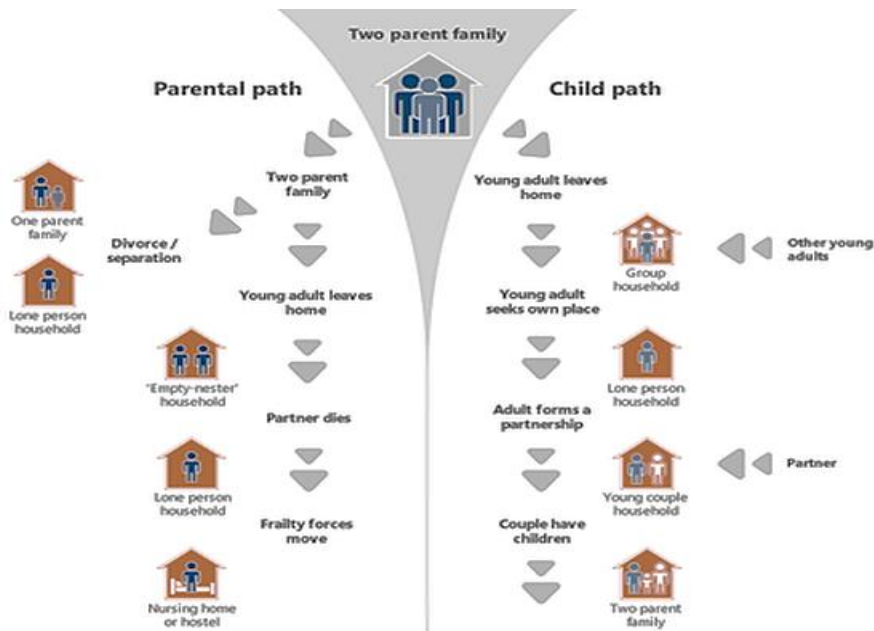 Two parent family
Parental path
Child path
Two parent
family
Young adult leaves
home
One parent
family
Divorce /
separation
Lone person
household
Group
household
Other young
adults
Young adult leaves
home
Young adult
seeks own place
'Empty-nester'
household
Lone person
household
Partner dies
Adult forms a
partnership
Lone person
household
Young couple
household
Partner
Frailty forces
move
Couple have
children
Nursing home
or hostel
Two parent
family